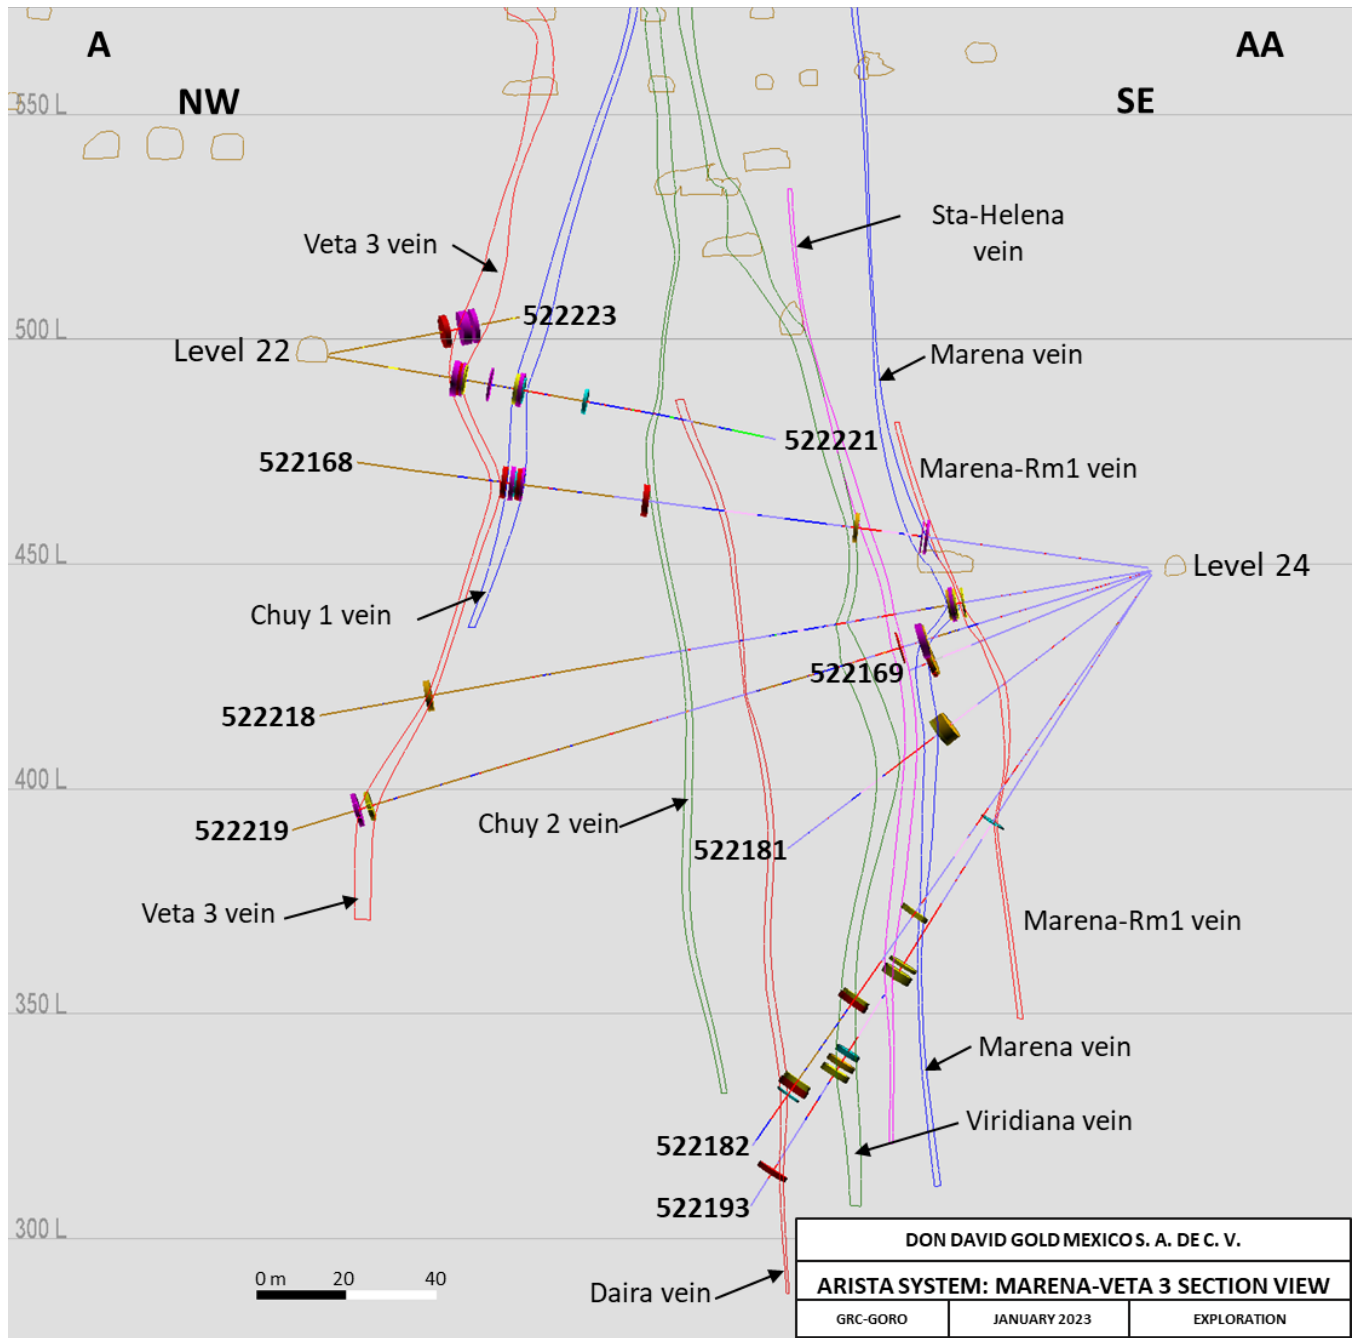 A
AA
NW
SE
550 L
Sta-Helena
vein
Veta 3 vein
522223
500 L
Level 22
Marena vein
522221
522168
Marena-Rm1 vein
450 L
Level 24
Chuy 1 vein
522169
522218
400 L
522219
Chuy 2 vein
522181
Veta 3 vein
Marena-Rm1 vein
350 L
Marena vein
Viridiana vein
522182
522193
300 L
0 m 20 40
Daira vein
DON DAVID GOLD MEXICO S. A. DE C. V.
ARISTA SYSTEM: MARENA-VETA 3 SECTION VIEW
GRC-GORO JANUARY 2023 EXPLORATION